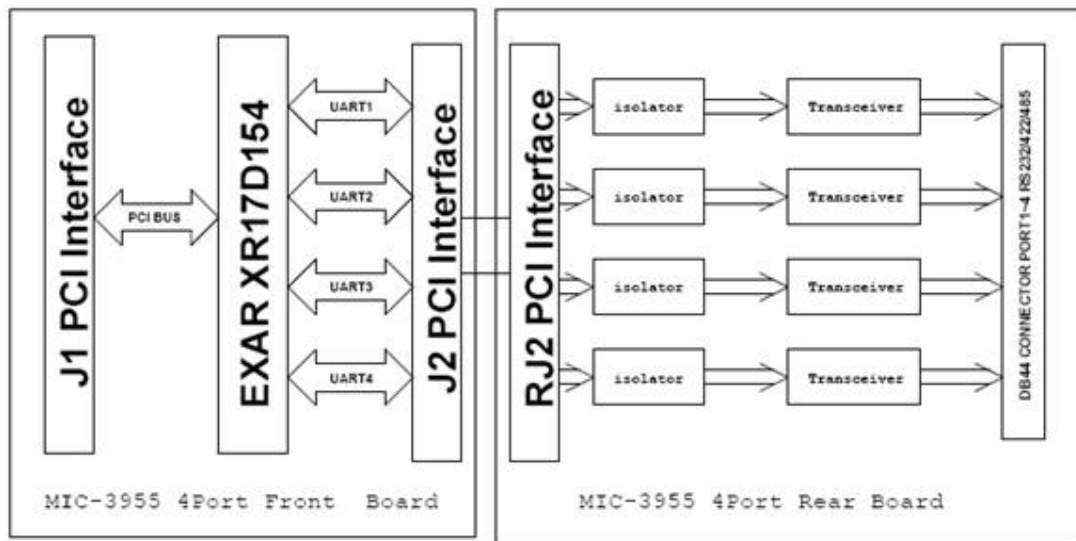 J1 PCI Interface
PCI BUS
EXAR XR17D154
UART1
UART2
UART3
UART4
J2 PCI Interface
MIC-3955 4Port Front Board
RJ2 PCI Interface
isolator
Transceiver
isolator
Transceiver
isolator
Transceiver
isolator
Transceiver
DB44 CONNECTOR PORT1~4 RS232/422/485
MIC-3955 4Port Rear Board